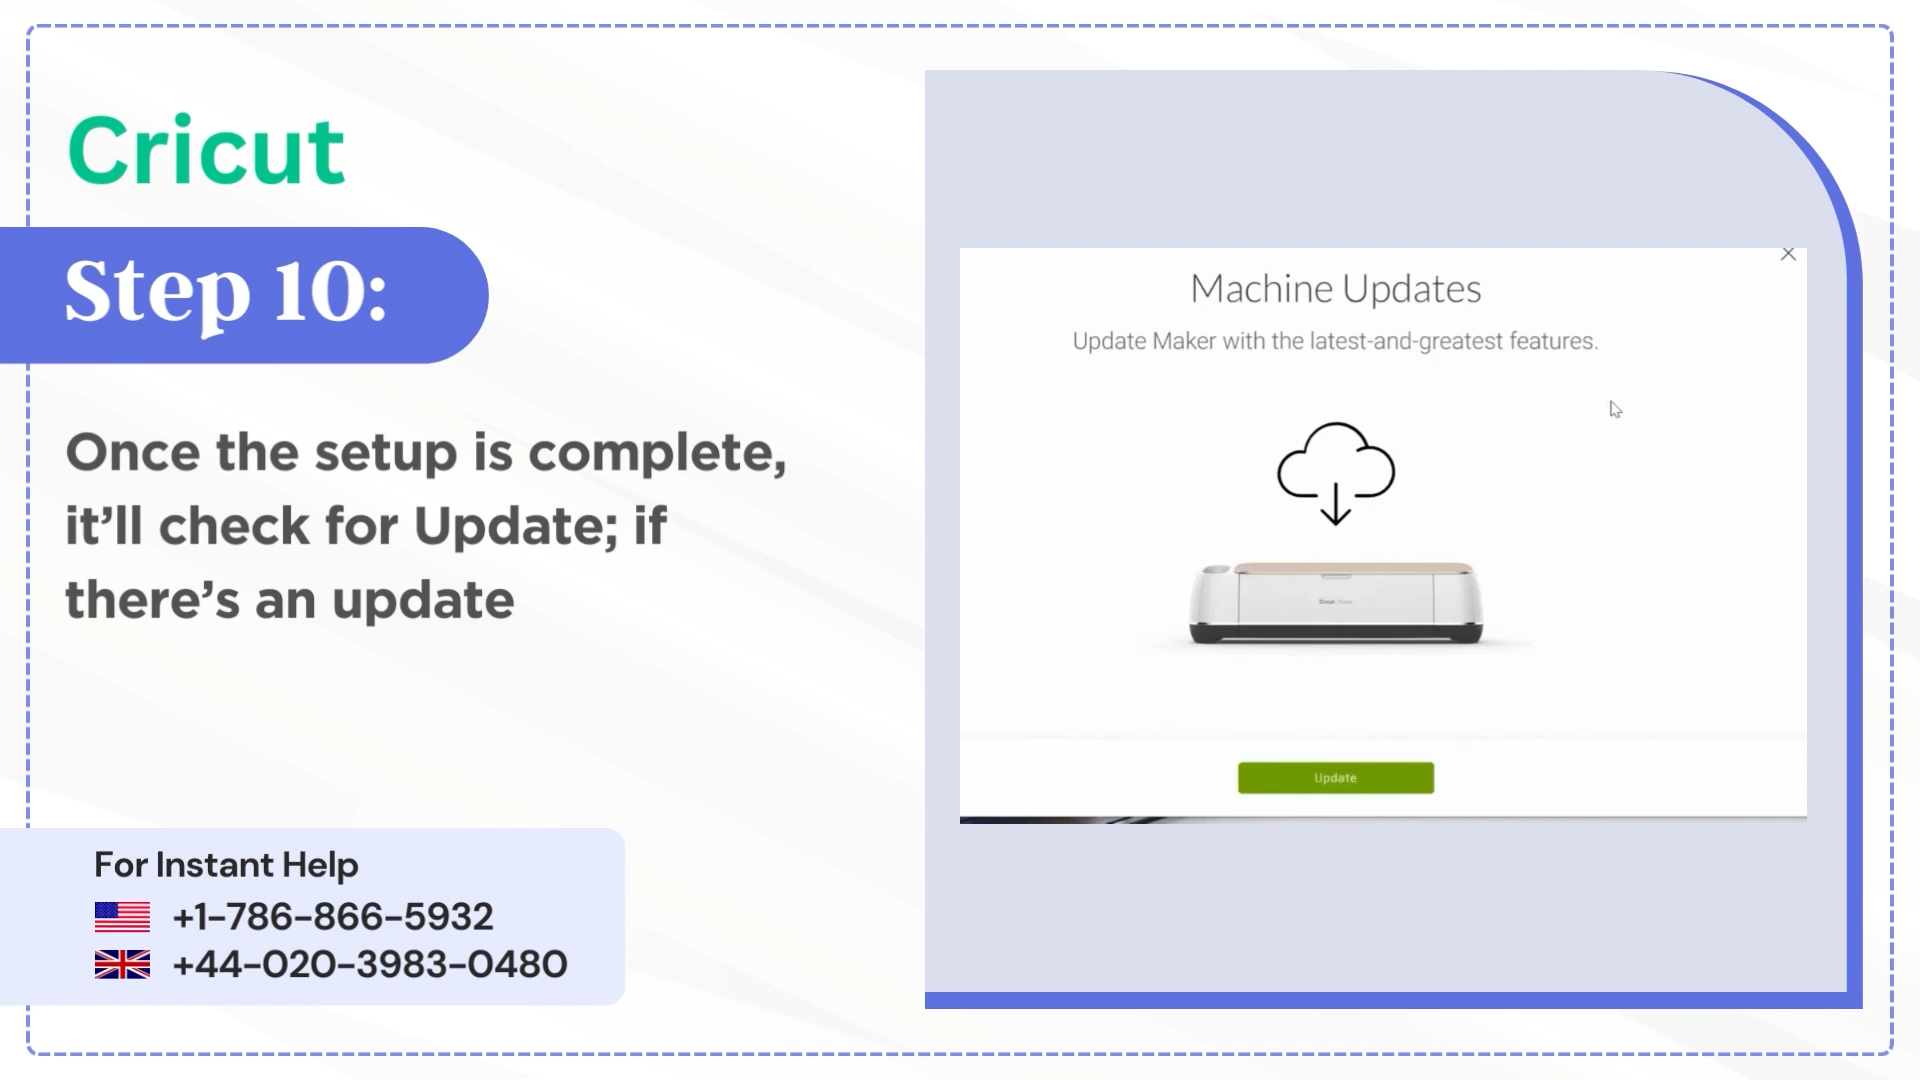 Cricut
Step 10:
Once the setup is complete,
it’ll check for Update; if
there’s an update
For Instant Help
+1-786-866-5932
+44-020-3983-0480
Machine Updates
Update Maker with the latest-and-greatest features.
Cricut Maker
Update